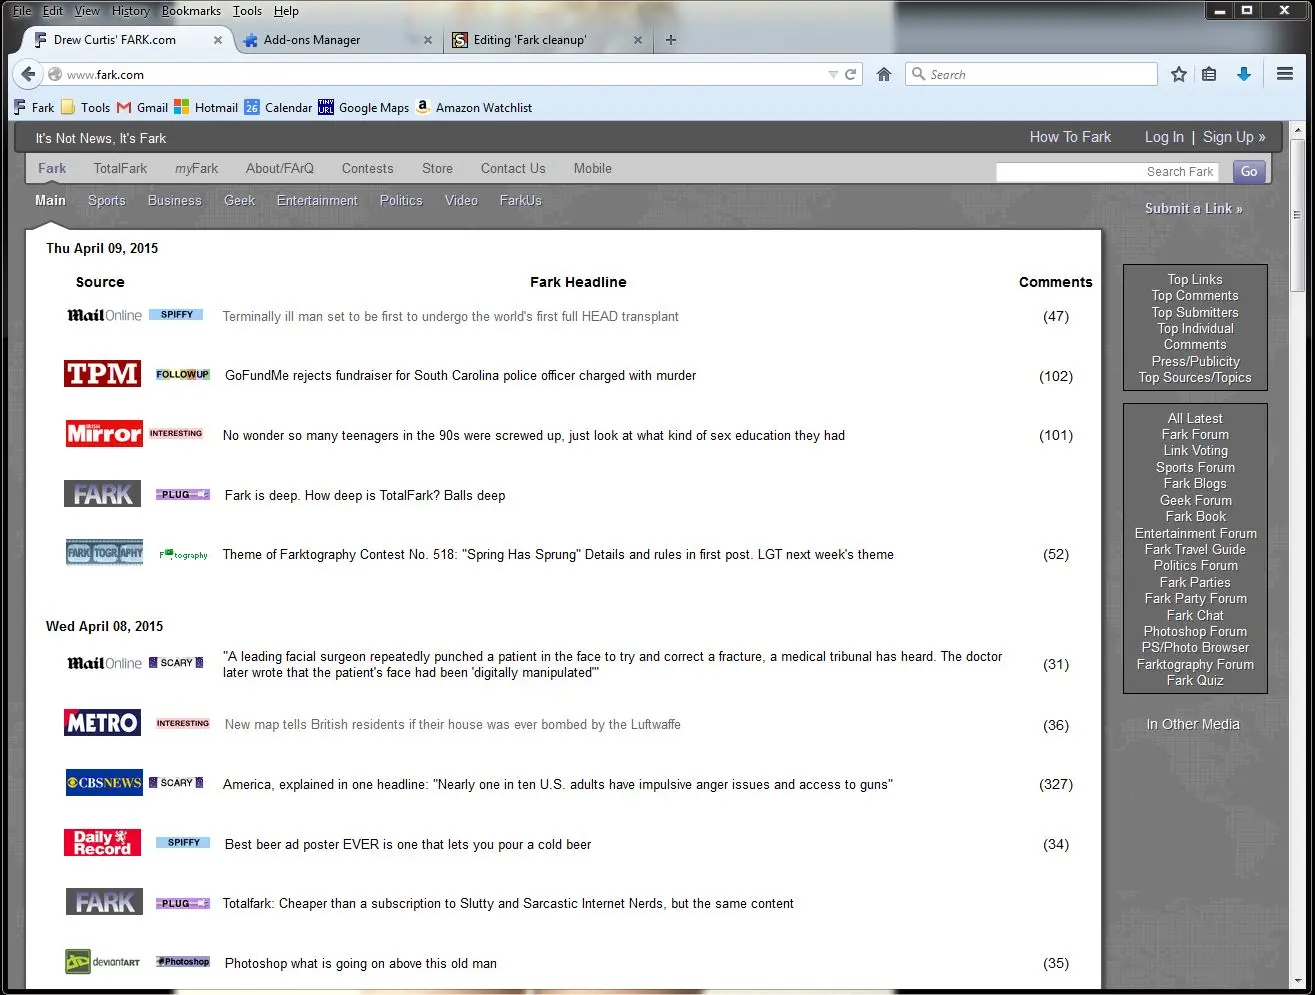 File Edit View History Bookmarks Tools Help
Drew Curtis' FARK.com
Add-ons Manager
Editing 'Fark cleanup'
www.fark.com
Search
Fark Tools Gmail Hotmail 26 Calendar TINY URL Google Maps a Amazon Watchlist
It's Not News, It's Fark
How To Fark Log In | Sign Up »
Fark TotalFark myFark About/FArQ Contests Store Contact Us Mobile
Search Fark Go
Main Sports Business Geek Entertainment Politics Video FarkUs
Submit a Link »
Thu April 09, 2015
Source Fark Headline Comments
Mail Online SPIFFY Terminally ill man set to be first to undergo the world's first full HEAD transplant (47)
TPM FOLLOWUP GoFundMe rejects fundraiser for South Carolina police officer charged with murder (102)
IRISH Mirror INTERESTING No wonder so many teenagers in the 90s were screwed up, just look at what kind of sex education they had (101)
FARK PLUG Fark is deep. How deep is TotalFark? Balls deep
FARKTOGRAPHY Farktography Theme of Farktography Contest No. 518: "Spring Has Sprung" Details and rules in first post. LGT next week's theme (52)
Wed April 08, 2015
Mail Online SCARY "A leading facial surgeon repeatedly punched a patient in the face to try and correct a fracture, a medical tribunal has heard. The doctor
later wrote that the patient's face had been 'digitally manipulated'" (31)
METRO INTERESTING New map tells British residents if their house was ever bombed by the Luftwaffe (36)
CBSNEWS SCARY America, explained in one headline: "Nearly one in ten U.S. adults have impulsive anger issues and access to guns" (327)
Daily Record SPIFFY Best beer ad poster EVER is one that lets you pour a cold beer (34)
FARK PLUG Totalfark: Cheaper than a subscription to Slutty and Sarcastic Internet Nerds, but the same content
deviantART Photoshop Photoshop what is going on above this old man (35)
Top Links
Top Comments
Top Submitters
Top Individual
Comments
Press/Publicity
Top Sources/Topics
All Latest
Fark Forum
Link Voting
Sports Forum
Fark Blogs
Geek Forum
Fark Book
Entertainment Forum
Fark Travel Guide
Politics Forum
Fark Parties
Fark Party Forum
Fark Chat
Photoshop Forum
PS/Photo Browser
Farktography Forum
Fark Quiz
In Other Media